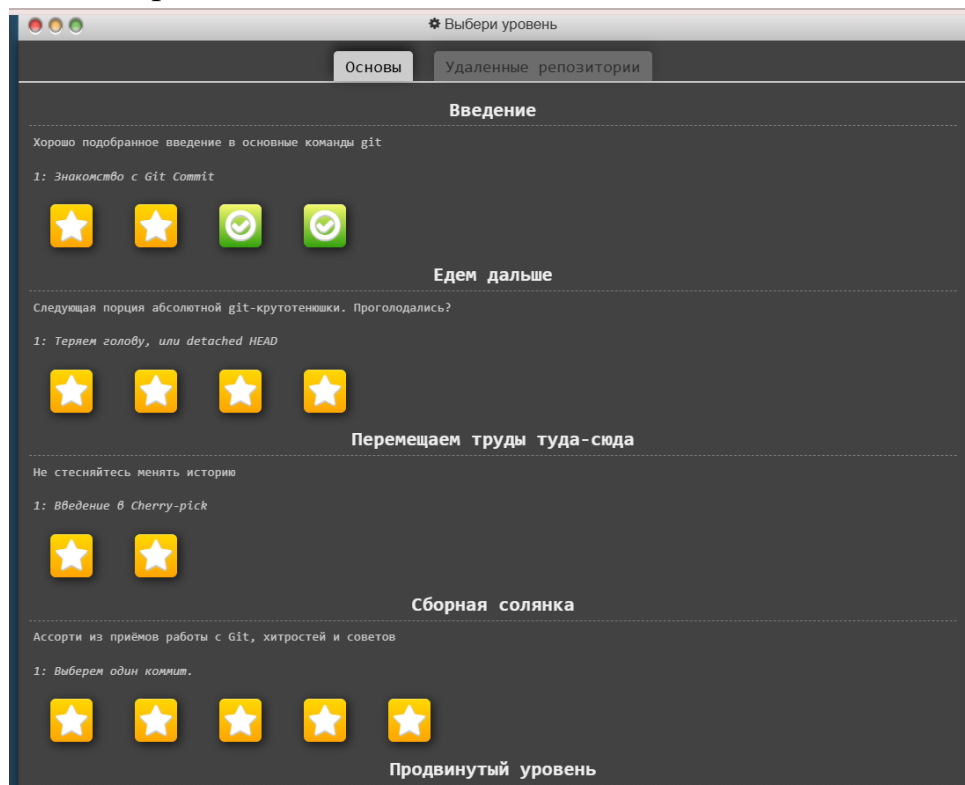 Выбери уровень
Основы
Удаленные репозитории
Введение
Хорошо подобранное введение в основные команды git
1: Знакомство с Git Commit
Едем дальше
Следующая порция абсолютной git-крутотенюшки. Проголодались?
1: Теряем голову, или detached HEAD
Перемещаем труды туда-сюда
Не стесняйтесь менять историю
1: Введение в Cherry-pick
Сборная солянка
Ассорти из приёмов работы с Git, хитростей и советов
1: Выберем один коммит.
Продвинутый уровень